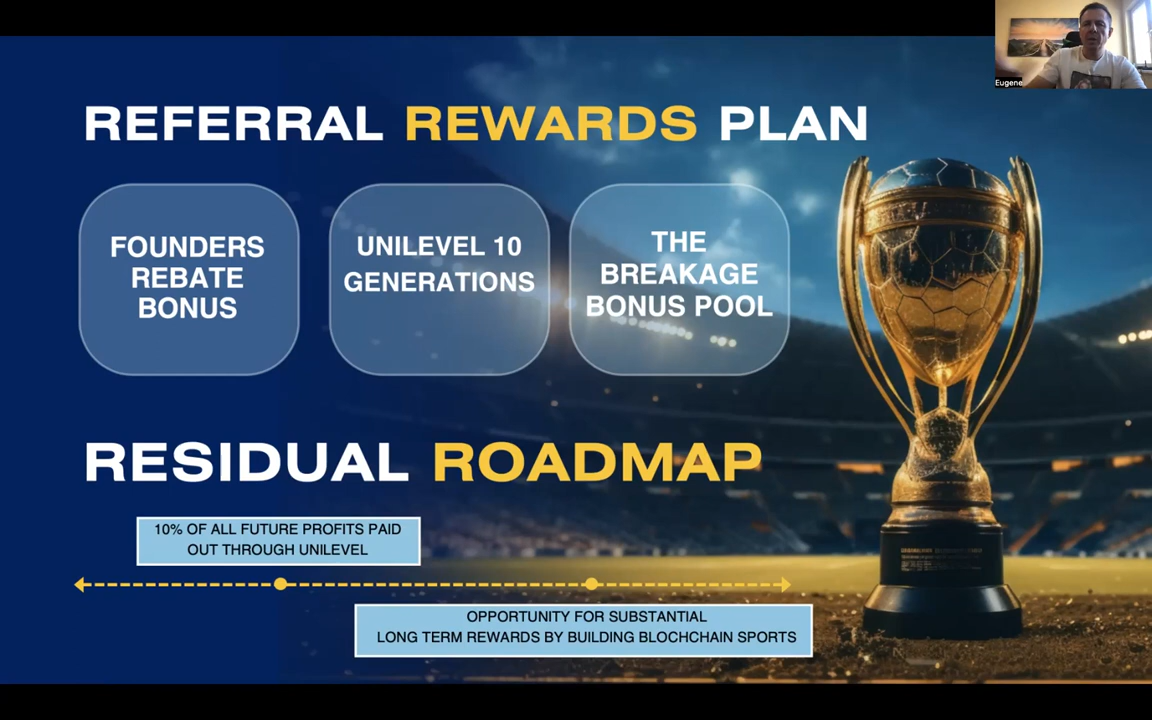 Eugene
REFERRAL REWARDS PLAN
FOUNDERS
REBATE
BONUS
UNILEVEL 10
GENERATIONS
THE
BREAKAGE
BONUS POOL
RESIDUAL ROADMAP
10% OF ALL FUTURE PROFITS PAID
OUT THROUGH UNILEVEL
OPPORTUNITY FOR SUBSTANTIAL
LONG TERM REWARDS BY BUILDING BLOCHCHAIN SPORTS